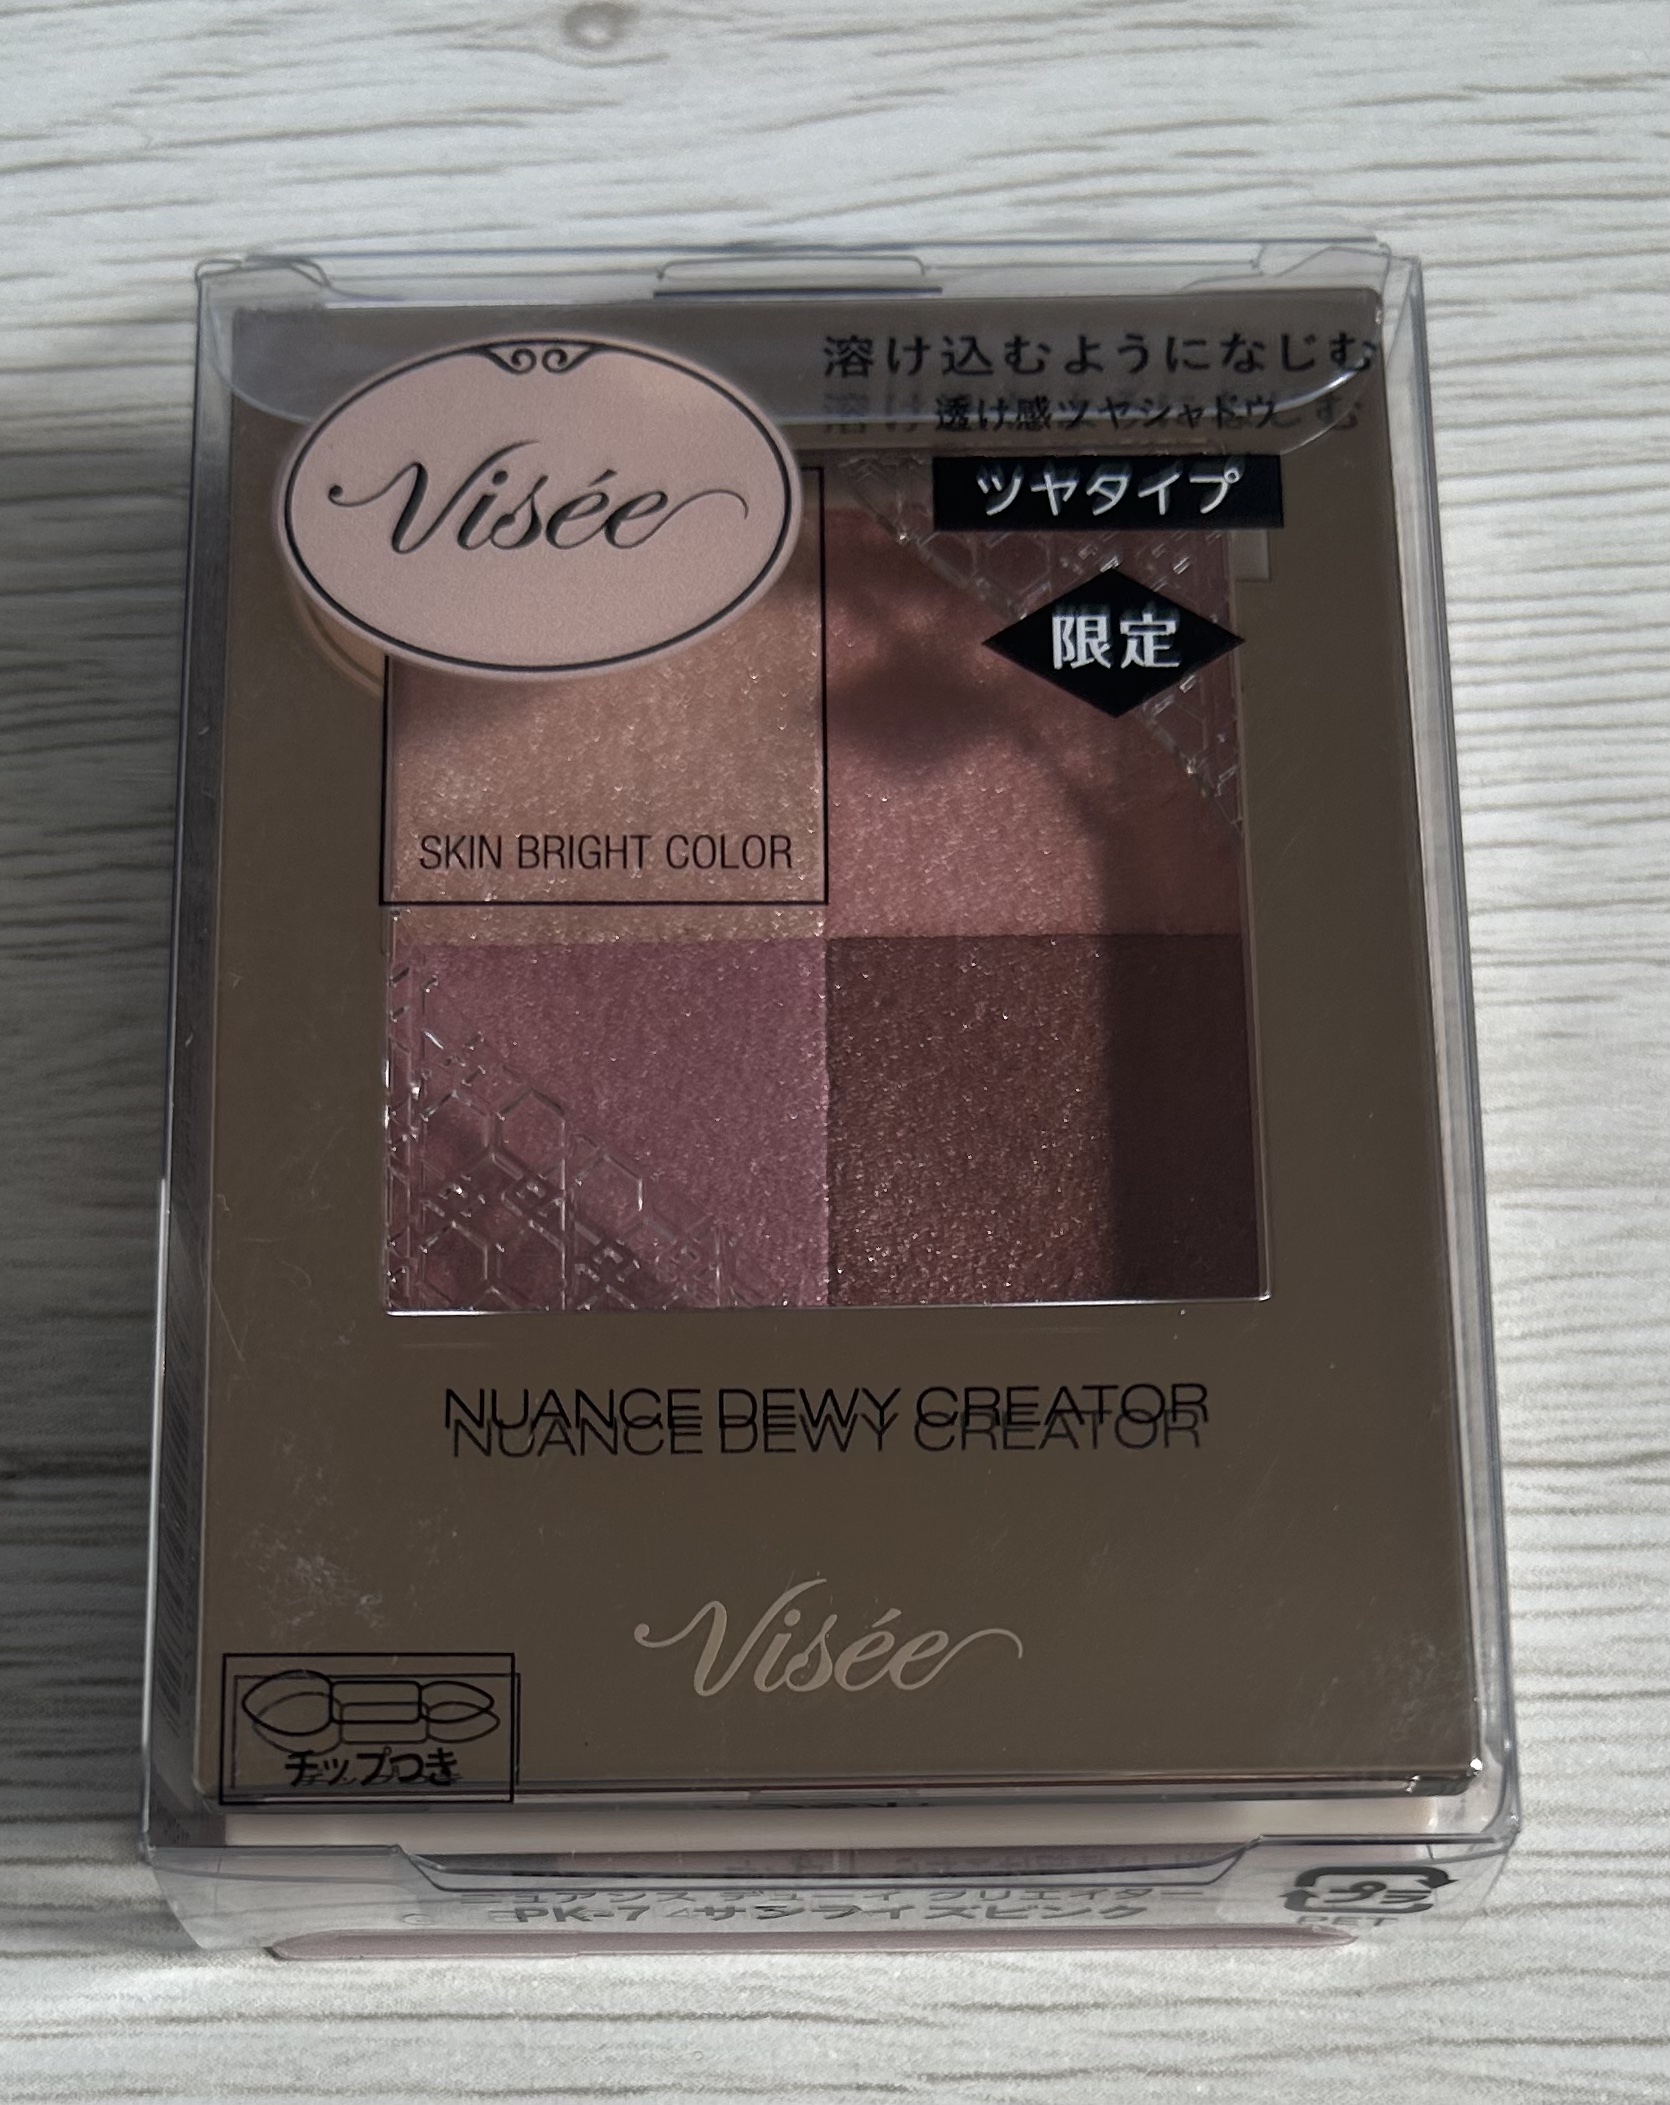 Visée
溶け込むようになじむ
透け感ツヤシャドウ
ツヤタイプ
限定
SKIN BRIGHT COLOR
NUANCE DEWY CREATOR
Visée
チップつき
ニュアンス デューイ クリエイター
PK-7 サンライズピンク
プラ
PET